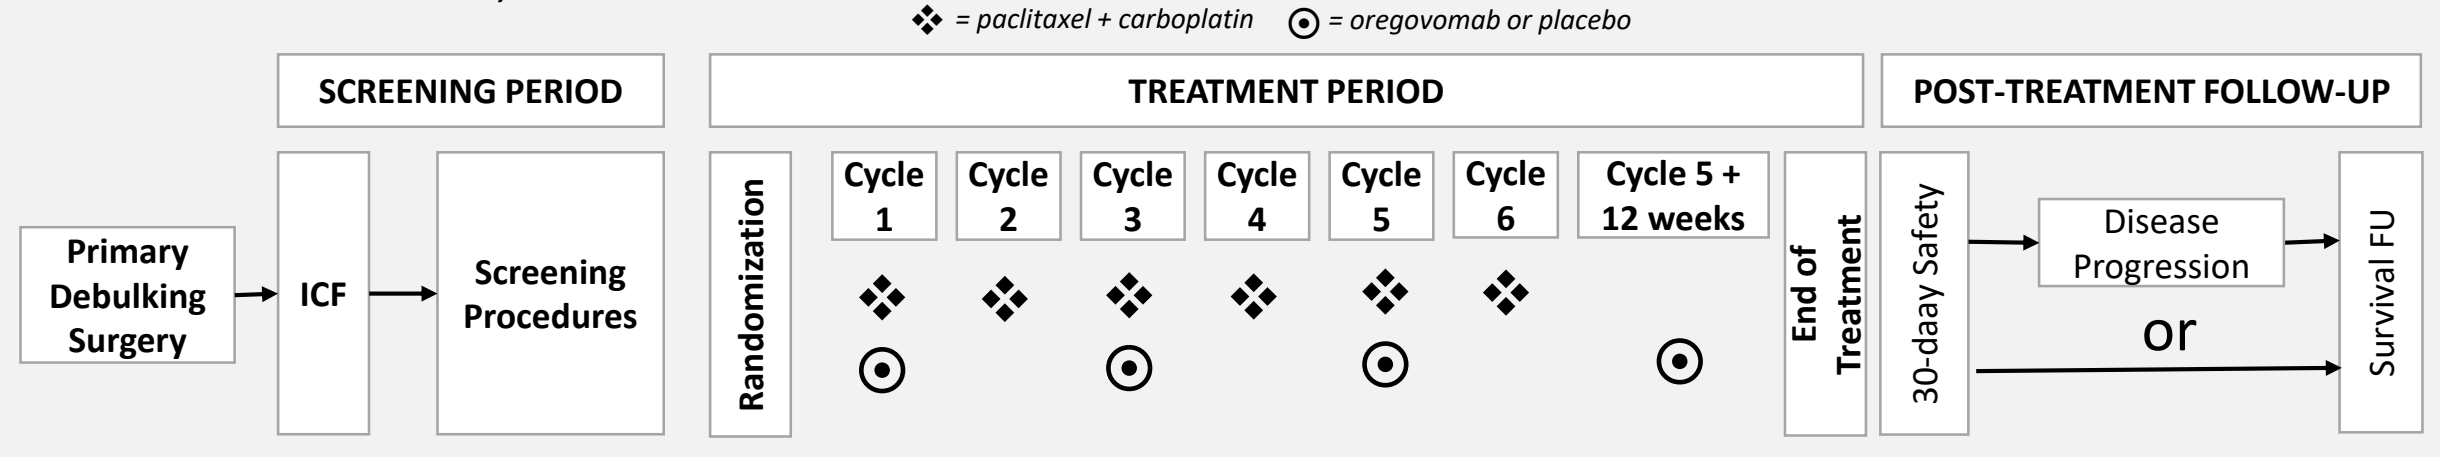 = paclitaxel + carboplatin
= oregovomab or placebo
SCREENING PERIOD
TREATMENT PERIOD
POST-TREATMENT FOLLOW-UP
Primary
Debulking
Surgery
ICF
Screening
Procedures
Randomization
Cycle
1
Cycle
2
Cycle
3
Cycle
4
Cycle
5
Cycle
6
Cycle 5 +
12 weeks
End of
Treatment
30-daay Safety
Disease
Progression
or
Survival FU